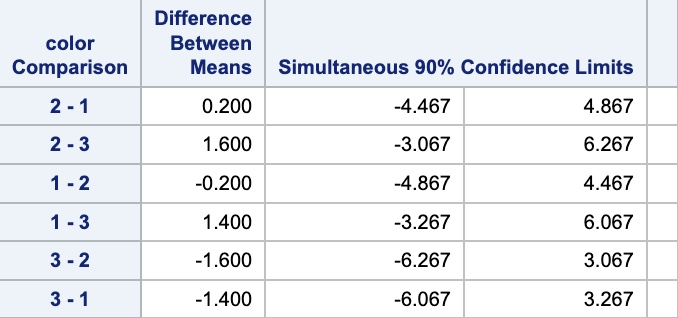 color Comparison Difference Between Means Simultaneous 90% Confidence Limits
2 - 1 0.200 -4.467 4.867
2 - 3 1.600 -3.067 6.267
1 - 2 -0.200 -4.867 4.467
1 - 3 1.400 -3.267 6.067
3 - 2 -1.600 -6.267 3.067
3 - 1 -1.400 -6.067 3.267